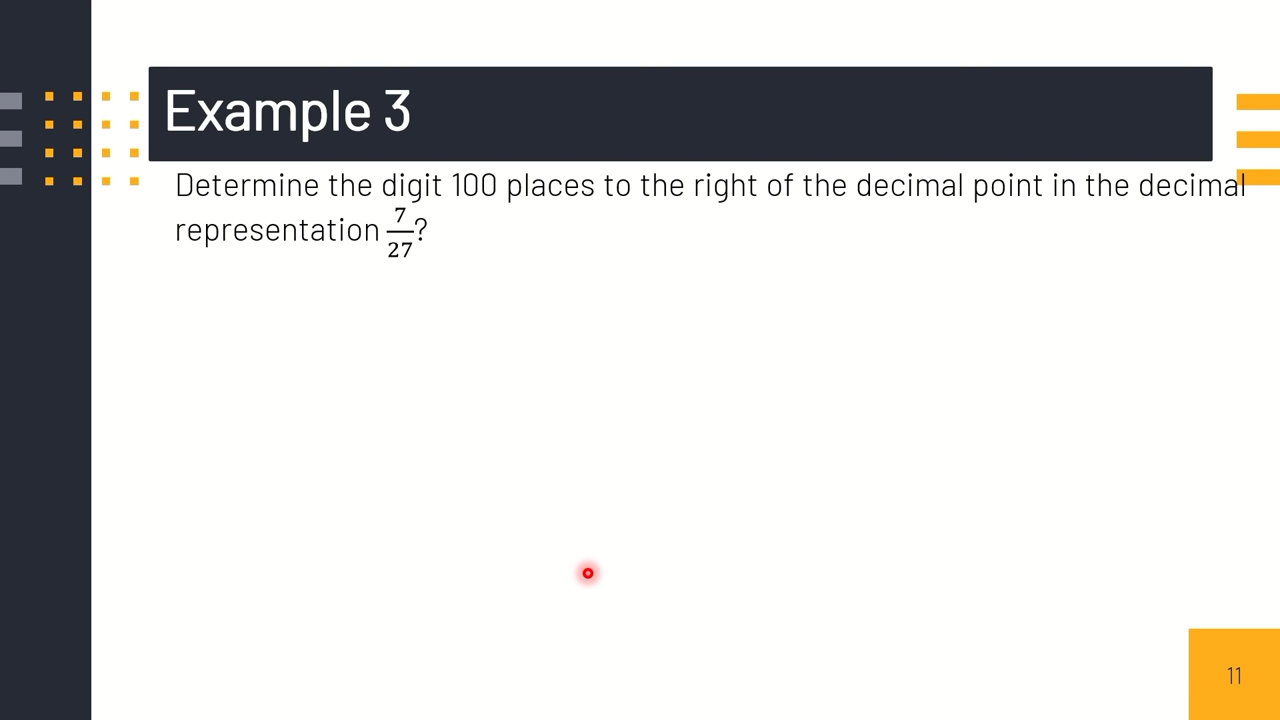 Example 3
Determine the digit 100 places to the right of the decimal point in the decimal
representation 7/27?
11